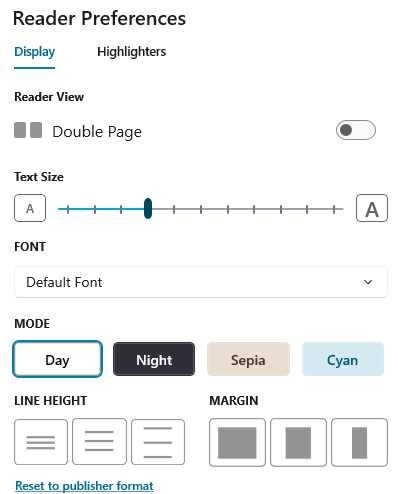 Reader Preferences
Display Highlighters
Reader View
Double Page
Text Size
A A
FONT
Default Font
MODE
Day Night Sepia Cyan
LINE HEIGHT MARGIN
Reset to publisher format